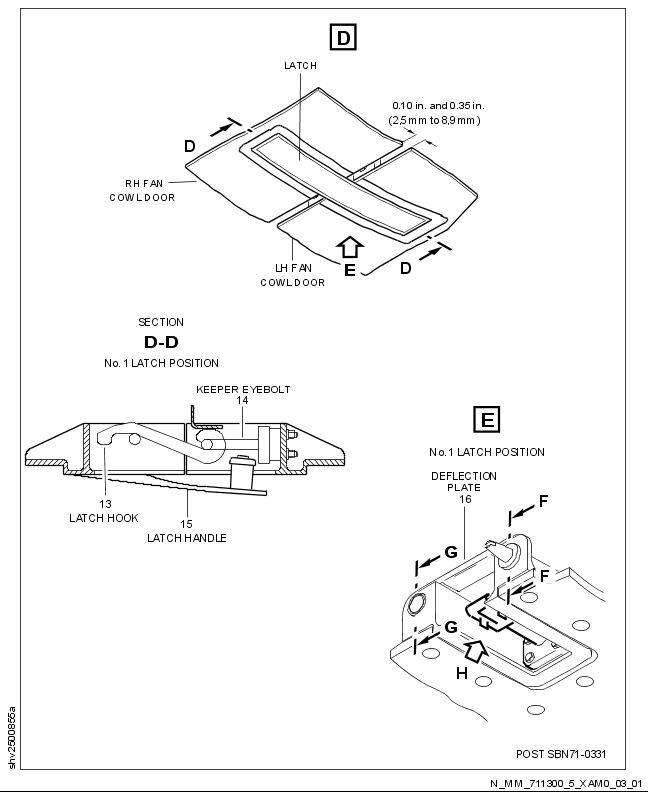 D
LATCH
0.10 in. and 0.35 in.
(2,5 mm to 8,9 mm)
D
RH FAN
COWL DOOR
E
D
LH FAN
COWL DOOR
SECTION
D-D
No. 1 LATCH POSITION
KEEPER EYEBOLT
14
E
No. 1 LATCH POSITION
DEFLECTION
PLATE
16
13
LATCH HOOK
15
LATCH HANDLE
F
G
F
G
H
shv2500855a
POST SBN71-0331
N_MM_711300_5_XAM0_03_01